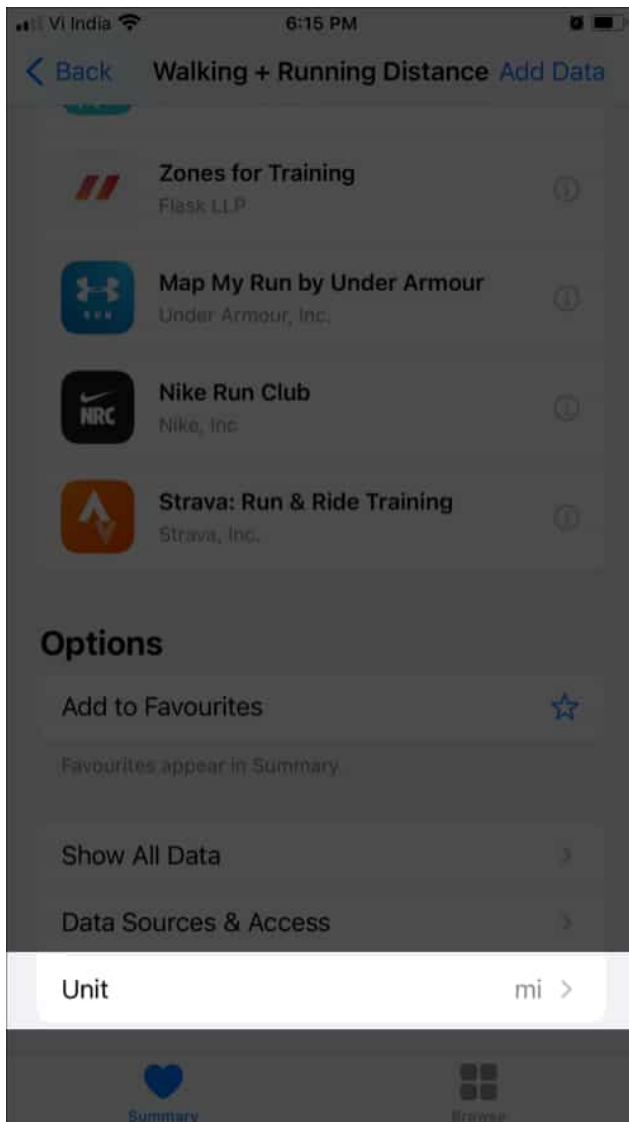 Vi India 6:15 PM
Back Walking + Running Distance Add Data
Zones for Training
Flask LLP
Map My Run by Under Armour
Under Armour, Inc.
RUN
Nike Run Club
NRC
Nike, Inc
Strava: Run & Ride Training
Strava, Inc.
Options
Add to Favourites
Favourites appear in Summary.
Show All Data
Data Sources & Access
Unit mi
Summary Browse